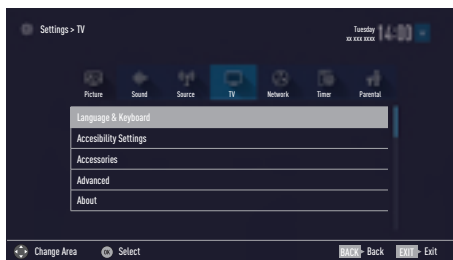 Settings > TV
Tuesday
xx xxx xxxx
14:00
Picture Sound Source TV Network Timer Parental
Language & Keyboard
Accesibility Settings
Accessories
Advanced
About
Change Area OK Select BACK Back EXIT Exit